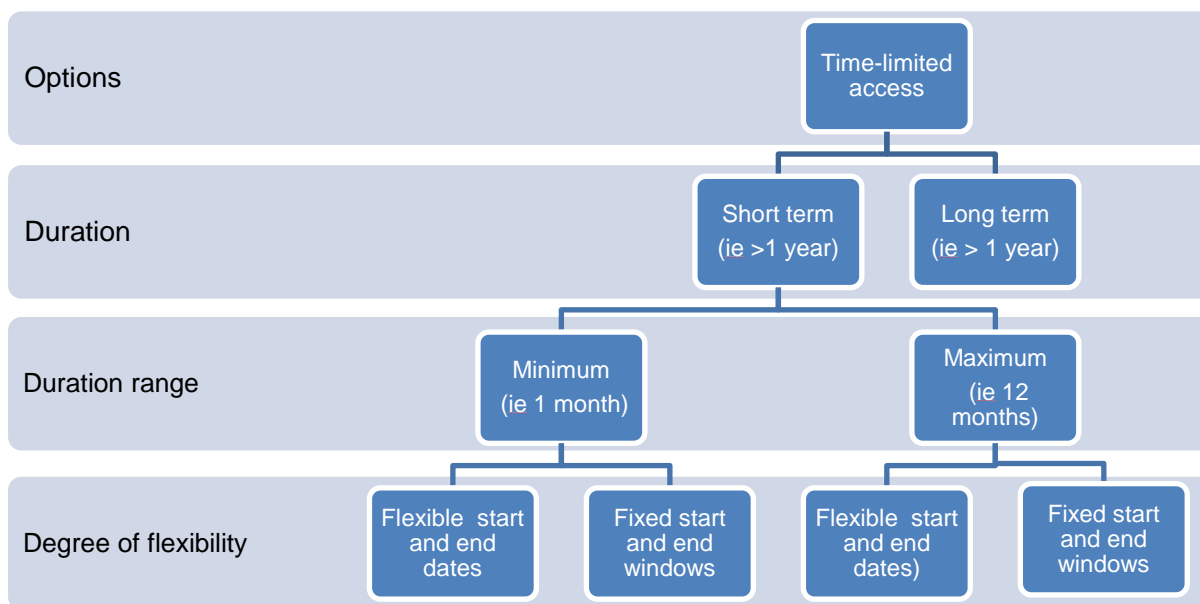 Options
Time-limited
access
Duration
Short term
(ie >1 year)
Long term
(ie > 1 year)
Duration range
Minimum
(ie 1 month)
Maximum
(ie 12
months)
Degree of flexibility
Flexible start
and end
dates
Fixed start
and end
windows
Flexible start
and end
dates)
Fixed start
and end
windows